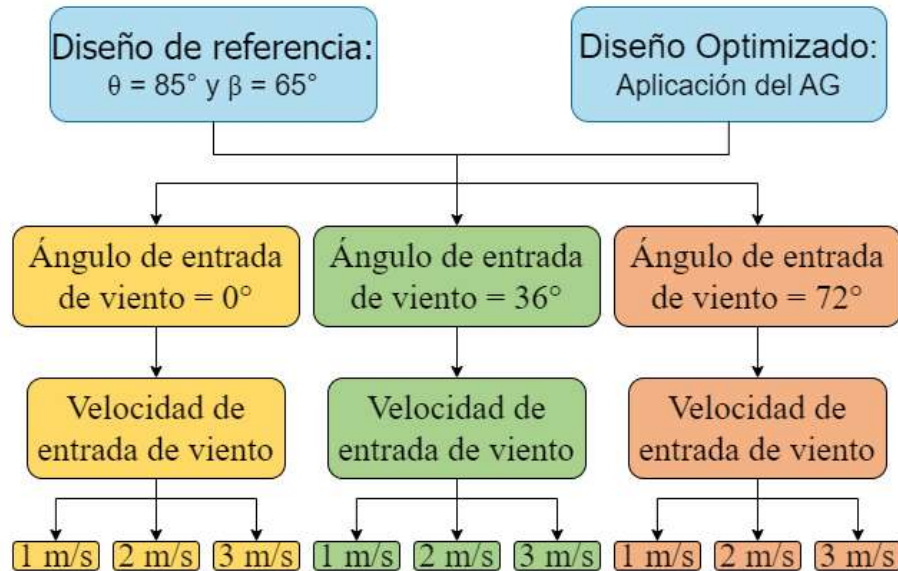 Diseño de referencia:
θ = 85° y β = 65°
Diseño Optimizado:
Aplicación del AG
Ángulo de entrada
de viento = 0°
Ángulo de entrada
de viento = 36°
Ángulo de entrada
de viento = 72°
Velocidad de
entrada de viento
Velocidad de
entrada de viento
Velocidad de
entrada de viento
1 m/s
2 m/s
3 m/s
1 m/s
2 m/s
3 m/s
1 m/s
2 m/s
3 m/s